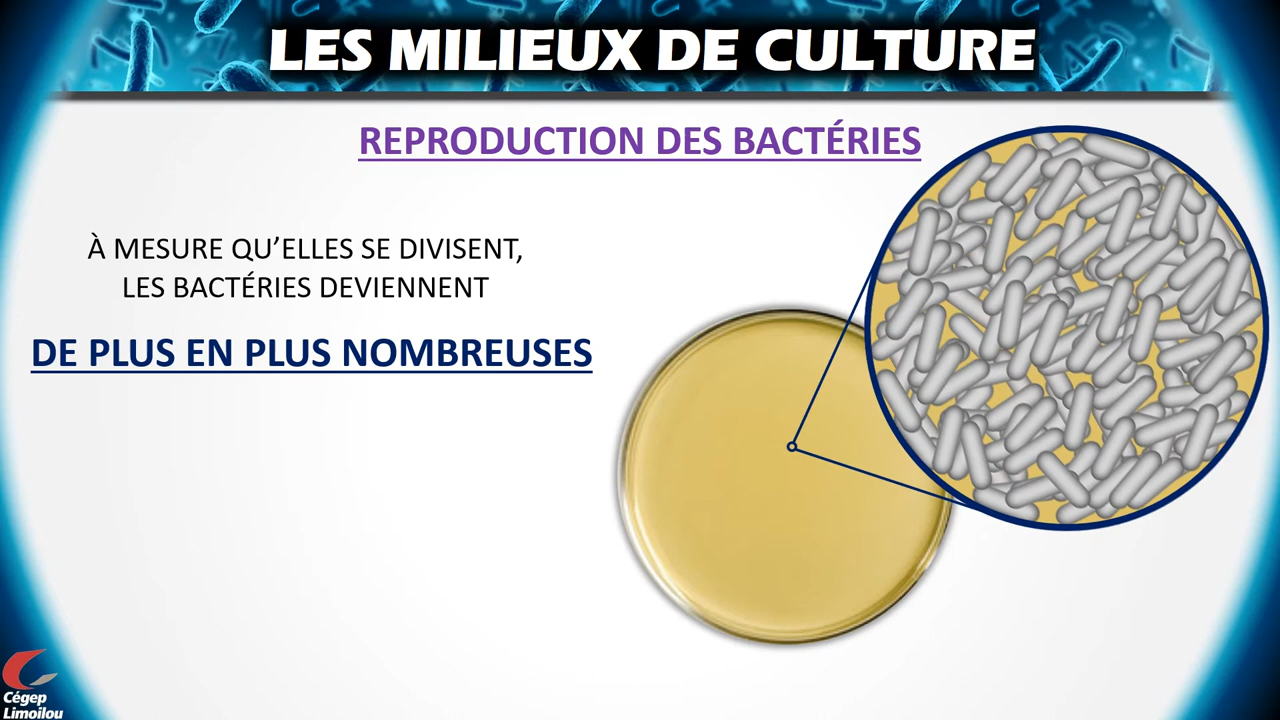 LES MILIEUX DE CULTURE
REPRODUCTION DES BACTÉRIES
À MESURE QU’ELLES SE DIVISENT,
LES BACTÉRIES DEVIENNENT
DE PLUS EN PLUS NOMBREUSES
Cégep
Limoilou